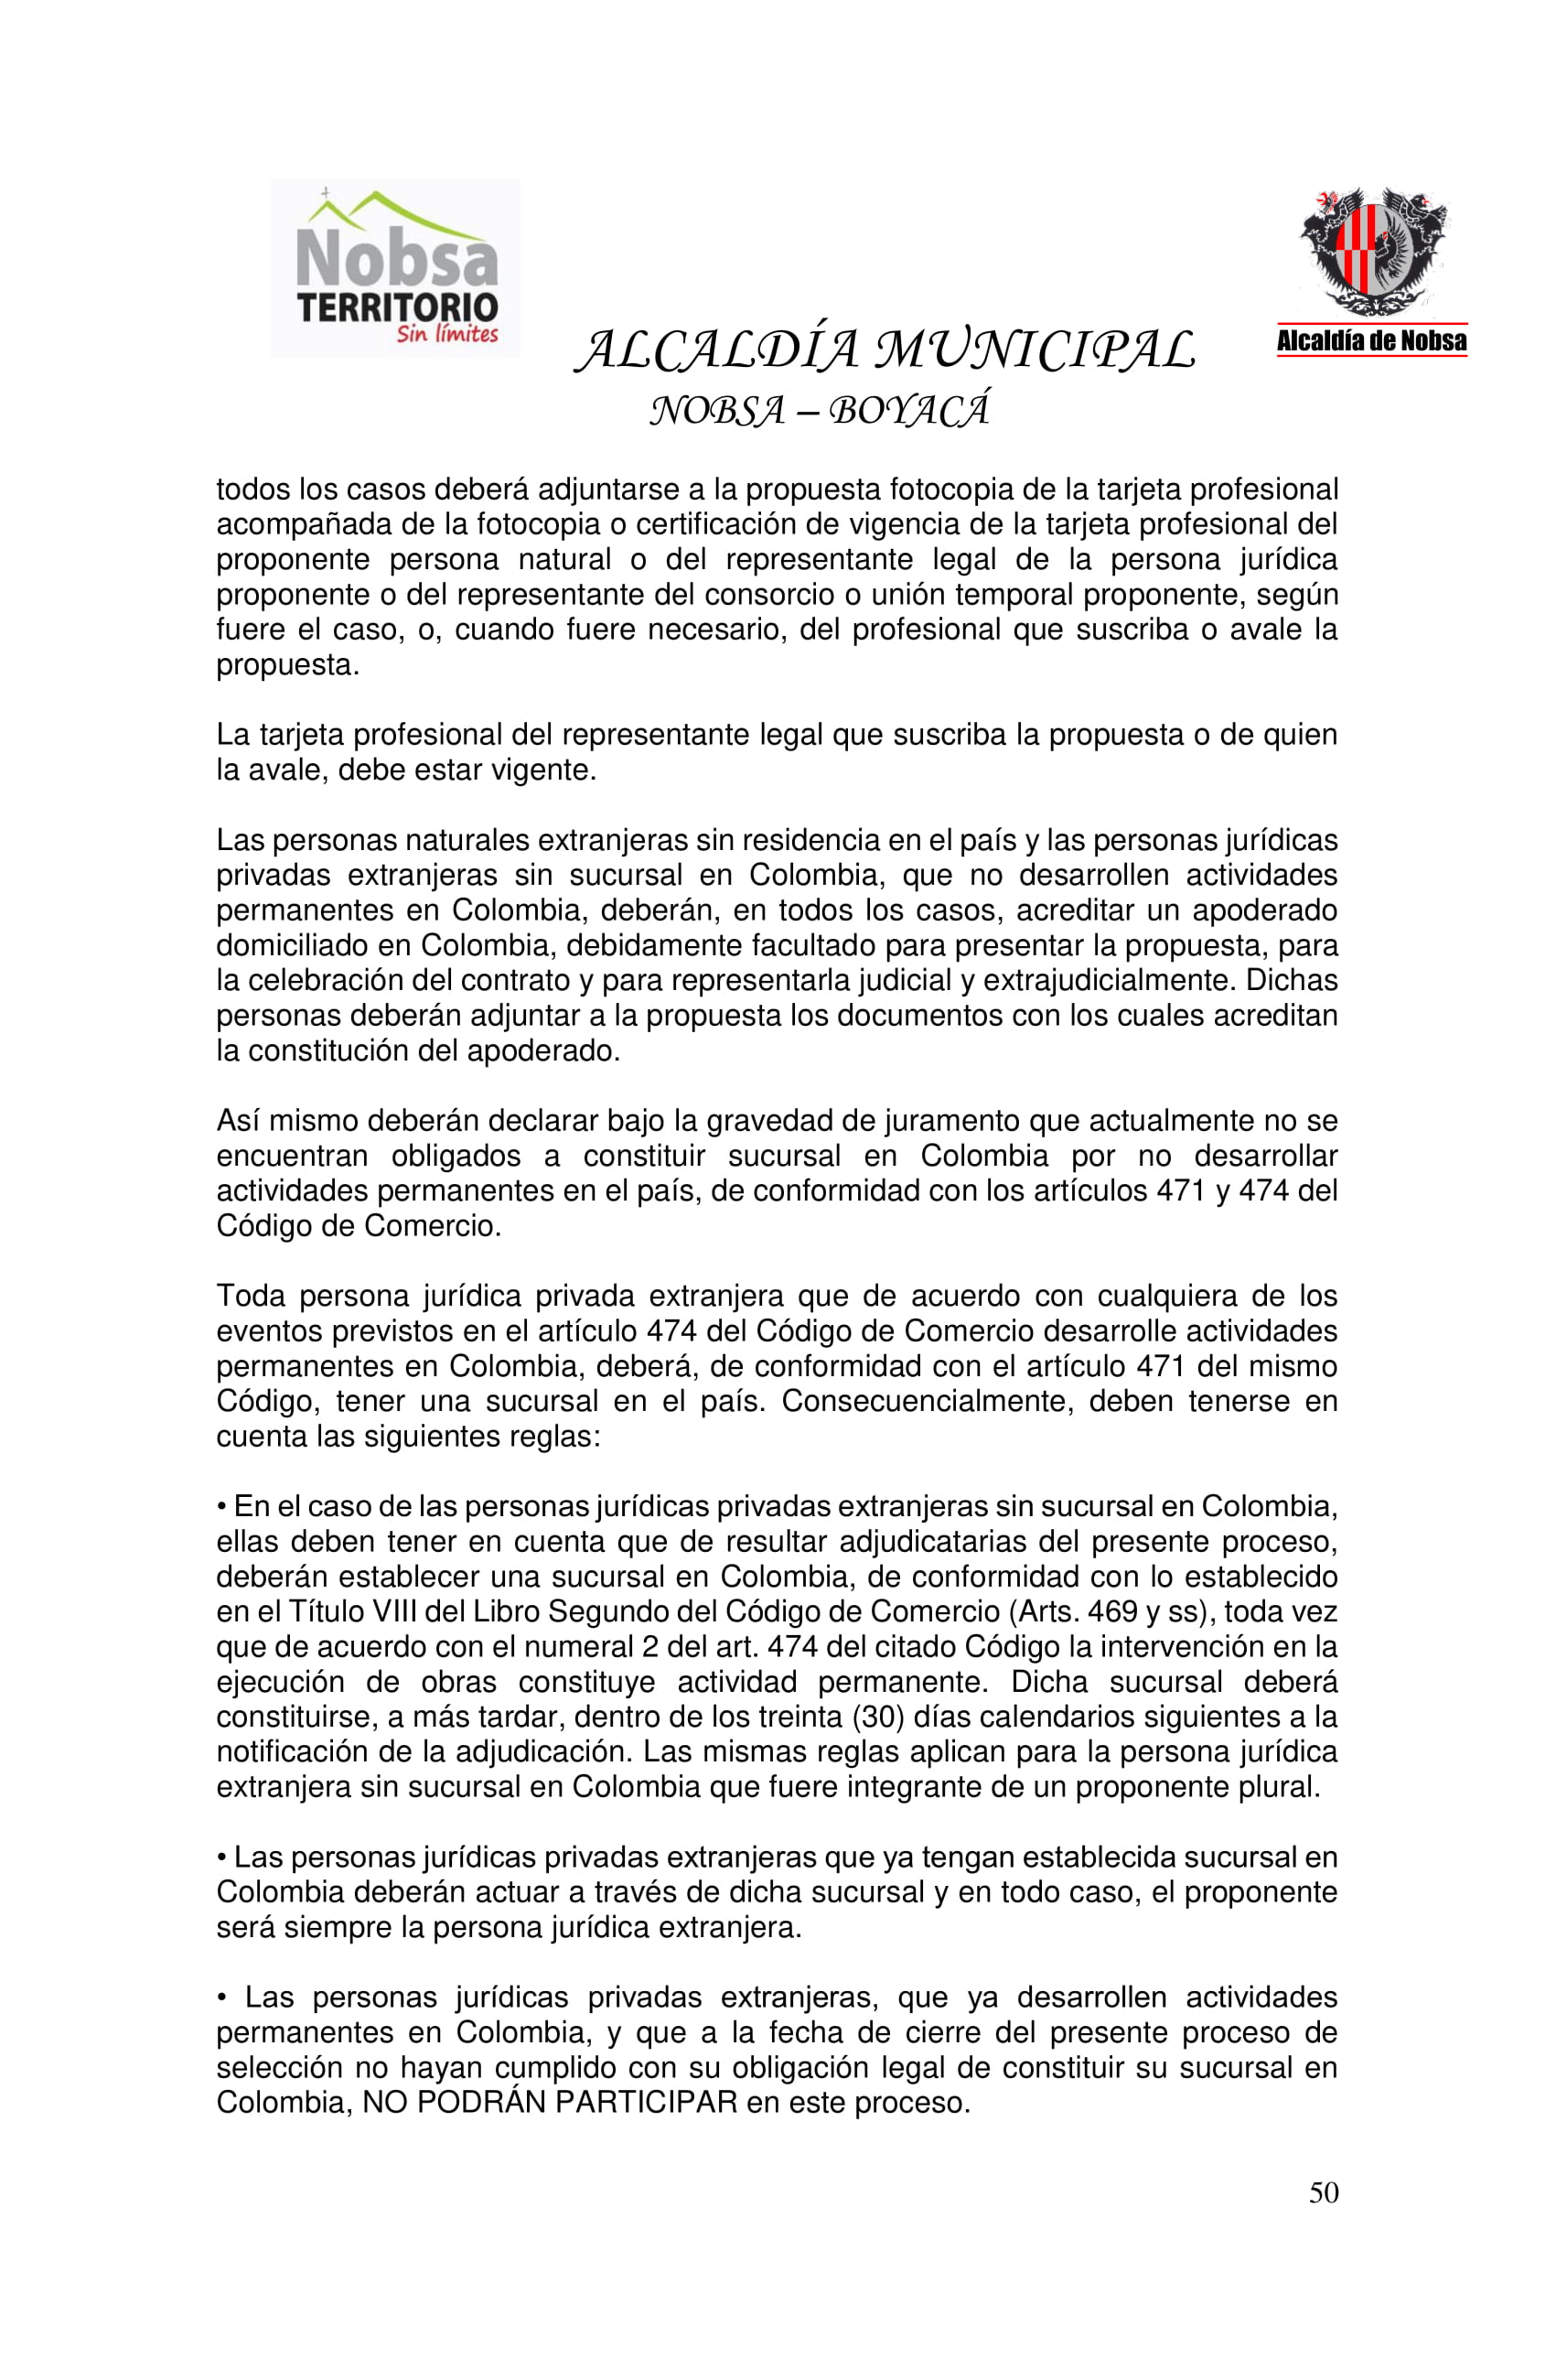 Nobsa
TERRITORIO
Sin límites
Alcaldía de Nobsa
ALCALDÍA MUNICIPAL
NOBSA – BOYACÁ
todos los casos deberá adjuntarse a la propuesta fotocopia de la tarjeta profesional
acompañada de la fotocopia o certificación de vigencia de la tarjeta profesional del
proponente persona natural o del representante legal de la persona jurídica
proponente o del representante del consorcio o unión temporal proponente, según
fuere el caso, o, cuando fuere necesario, del profesional que suscriba o avale la
propuesta.
La tarjeta profesional del representante legal que suscriba la propuesta o de quien
la avale, debe estar vigente.
Las personas naturales extranjeras sin residencia en el país y las personas jurídicas
privadas extranjeras sin sucursal en Colombia, que no desarrollen actividades
permanentes en Colombia, deberán, en todos los casos, acreditar un apoderado
domiciliado en Colombia, debidamente facultado para presentar la propuesta, para
la celebración del contrato y para representarla judicial y extrajudicialmente. Dichas
personas deberán adjuntar a la propuesta los documentos con los cuales acreditan
la constitución del apoderado.
Así mismo deberán declarar bajo la gravedad de juramento que actualmente no se
encuentran obligados a constituir sucursal en Colombia por no desarrollar
actividades permanentes en el país, de conformidad con los artículos 471 y 474 del
Código de Comercio.
Toda persona jurídica privada extranjera que de acuerdo con cualquiera de los
eventos previstos en el artículo 474 del Código de Comercio desarrolle actividades
permanentes en Colombia, deberá, de conformidad con el artículo 471 del mismo
Código, tener una sucursal en el país. Consecuencialmente, deben tenerse en
cuenta las siguientes reglas:
• En el caso de las personas jurídicas privadas extranjeras sin sucursal en Colombia,
ellas deben tener en cuenta que de resultar adjudicatarias del presente proceso,
deberán establecer una sucursal en Colombia, de conformidad con lo establecido
en el Título VIII del Libro Segundo del Código de Comercio (Arts. 469 y ss), toda vez
que de acuerdo con el numeral 2 del art. 474 del citado Código la intervención en la
ejecución de obras constituye actividad permanente. Dicha sucursal deberá
constituirse, a más tardar, dentro de los treinta (30) días calendarios siguientes a la
notificación de la adjudicación. Las mismas reglas aplican para la persona jurídica
extranjera sin sucursal en Colombia que fuere integrante de un proponente plural.
• Las personas jurídicas privadas extranjeras que ya tengan establecida sucursal en
Colombia deberán actuar a través de dicha sucursal y en todo caso, el proponente
será siempre la persona jurídica extranjera.
• Las personas jurídicas privadas extranjeras, que ya desarrollen actividades
permanentes en Colombia, y que a la fecha de cierre del presente proceso de
selección no hayan cumplido con su obligación legal de constituir su sucursal en
Colombia, NO PODRÁN PARTICIPAR en este proceso.
50